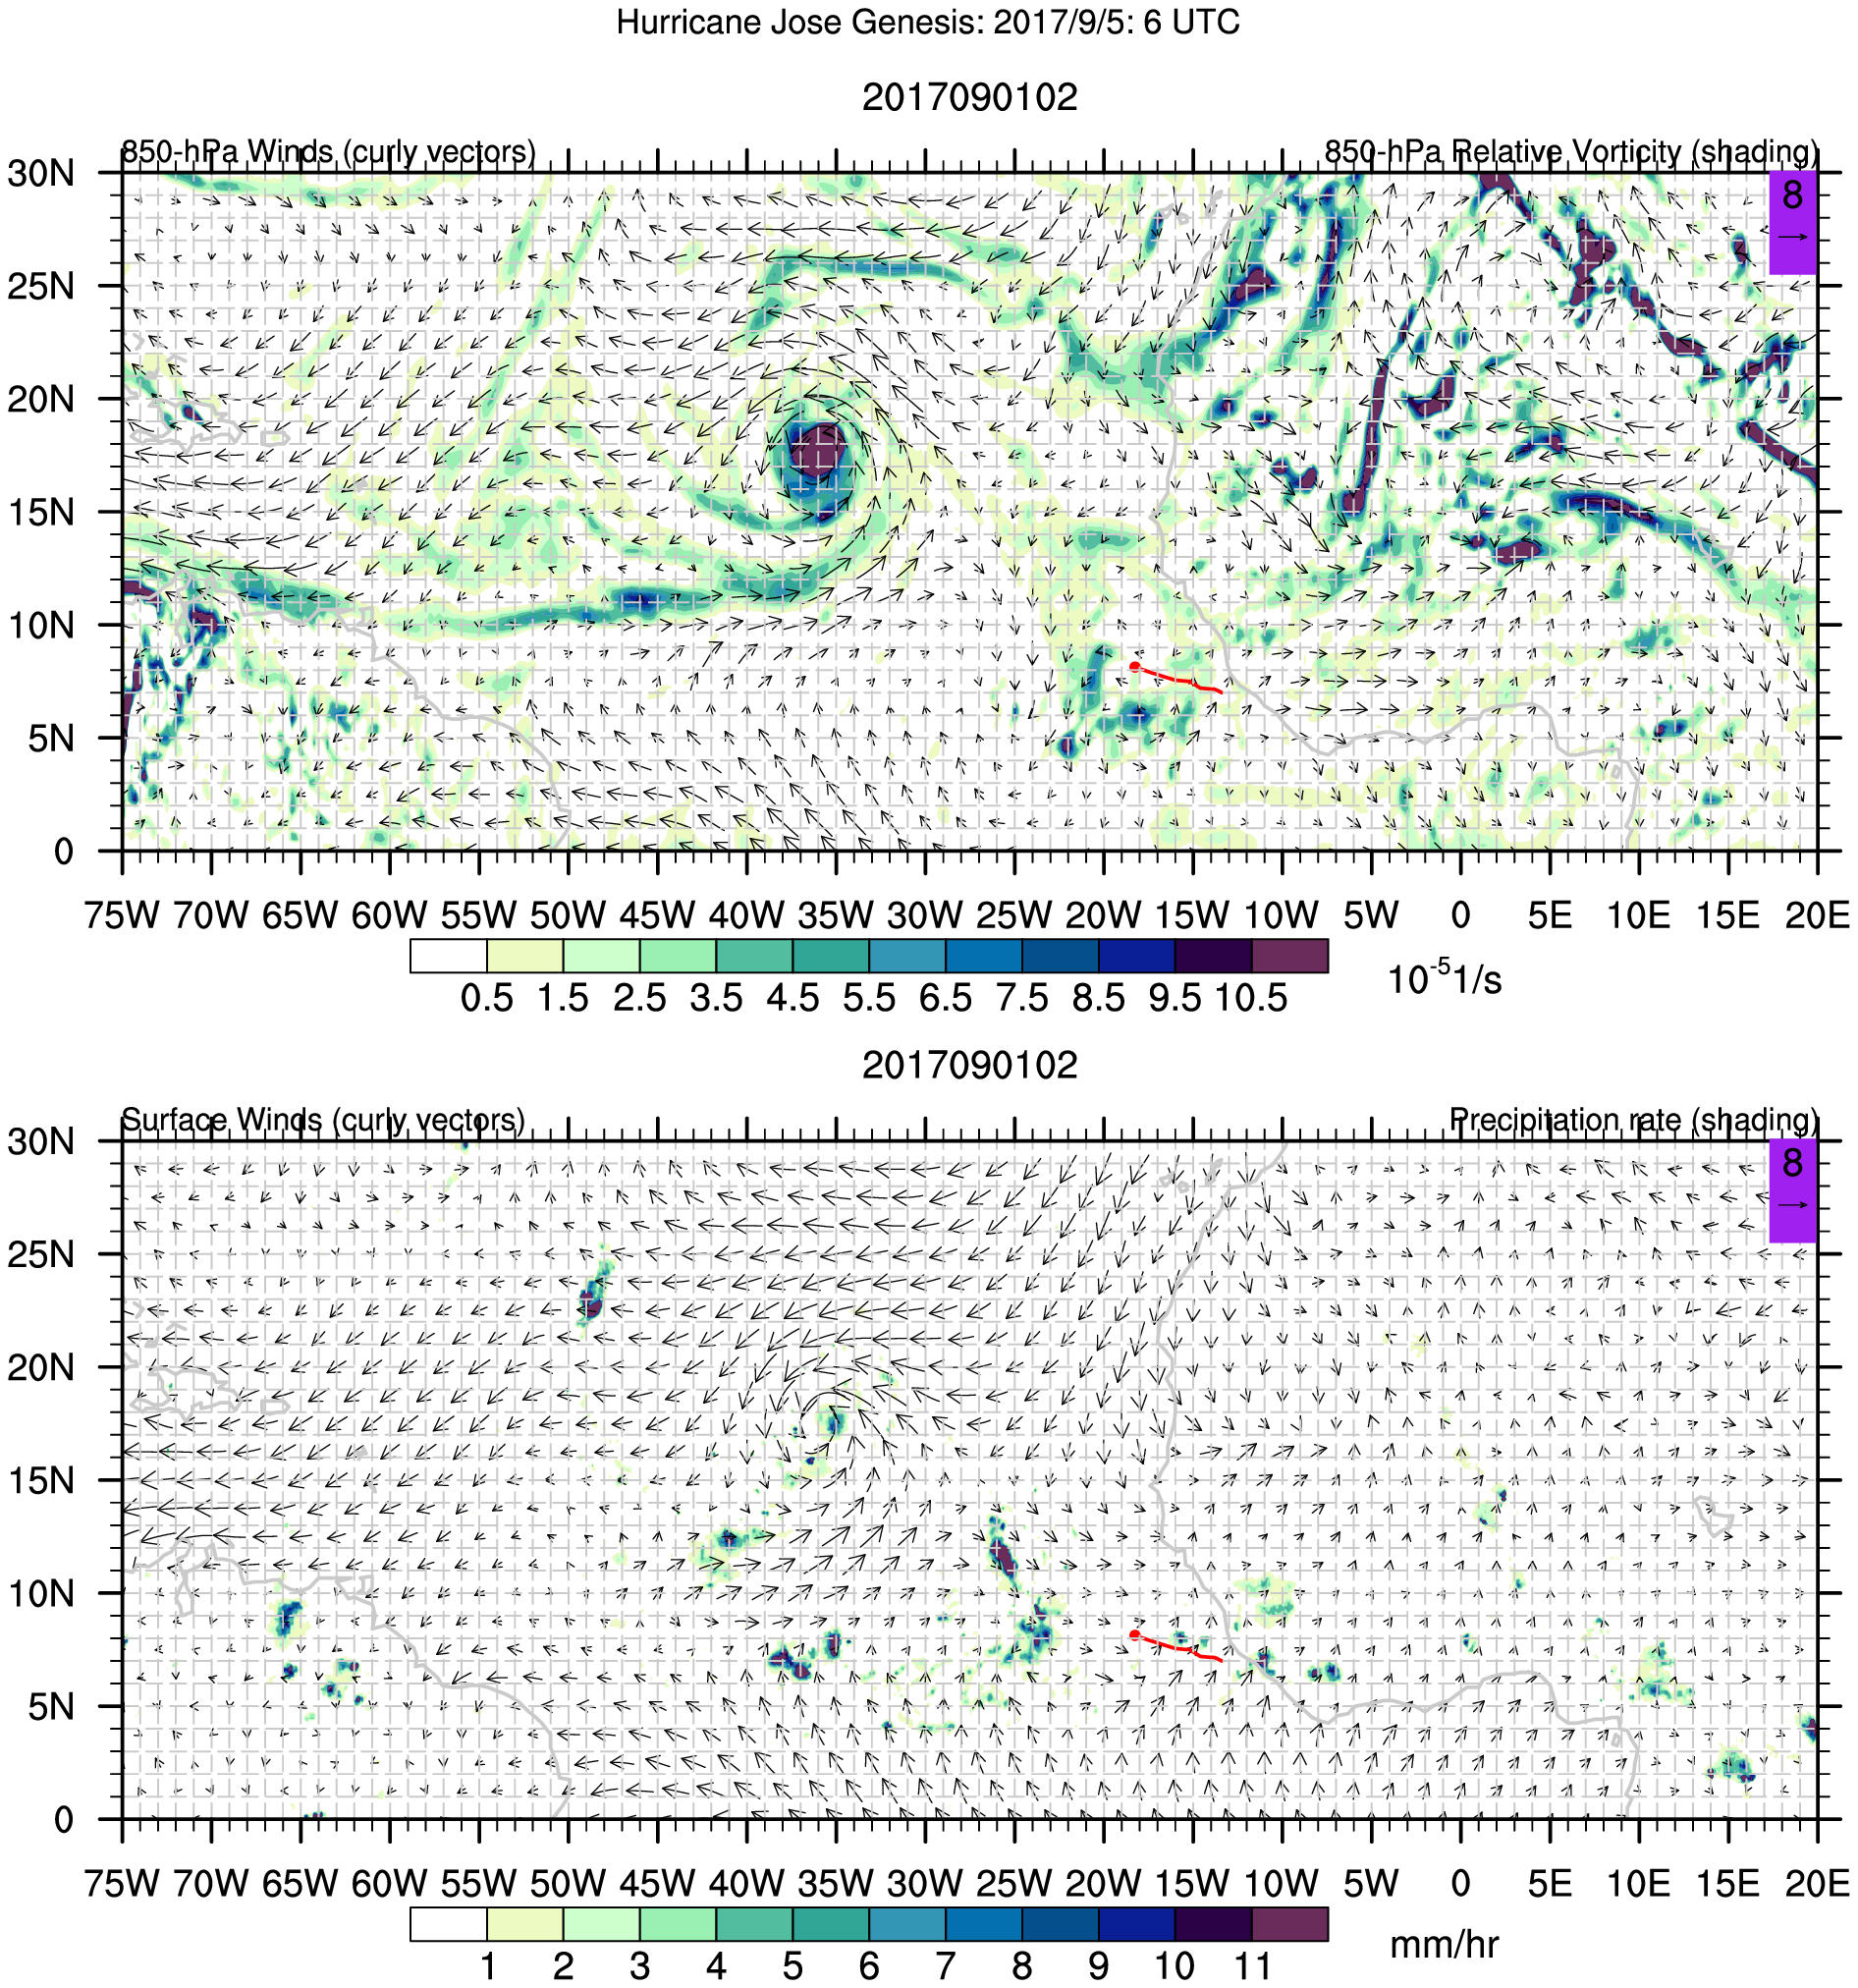 Hurricane Jose Genesis: 2017/9/5: 6 UTC
2017090102
850-hPa Winds (curly vectors) 850-hPa Relative Vorticity (shading)
8
30N
25N
20N
15N
10N
5N
0
75W 70W 65W 60W 55W 50W 45W 40W 35W 30W 25W 20W 15W 10W 5W 0 5E 10E 15E 20E
0.5 1.5 2.5 3.5 4.5 5.5 6.5 7.5 8.5 9.5 10.5
10⁻⁵1/s
2017090102
Surface Winds (curly vectors) Precipitation rate (shading)
8
30N
25N
20N
15N
10N
5N
0
75W 70W 65W 60W 55W 50W 45W 40W 35W 30W 25W 20W 15W 10W 5W 0 5E 10E 15E 20E
1 2 3 4 5 6 7 8 9 10 11
mm/hr